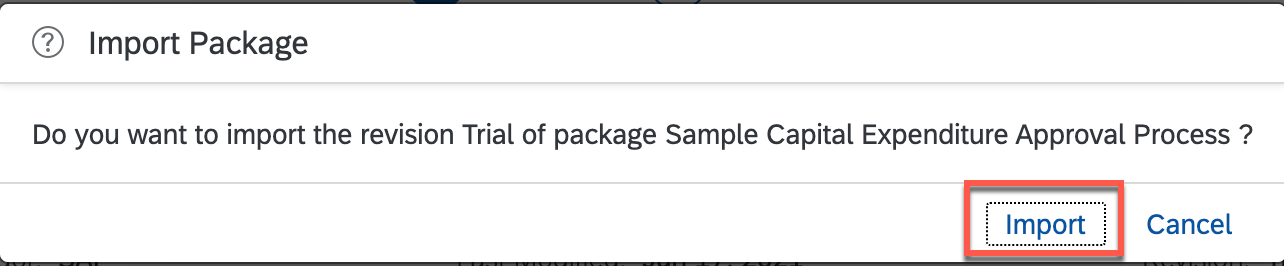 Import Package
Do you want to import the revision Trial of package Sample Capital Expenditure Approval Process ?
Import Cancel